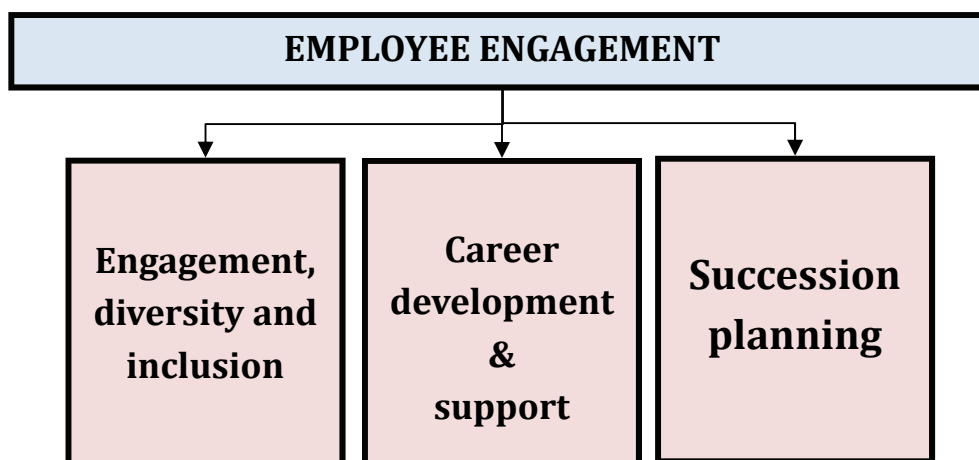 EMPLOYEE ENGAGEMENT
Engagement,
diversity and
inclusion
Career
development
&
support
Succession
planning